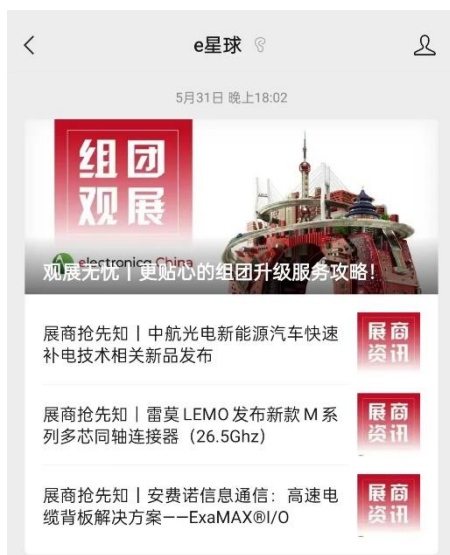 e星球
5月31日 晚上18:02
组团
观展
electronica China
观展无忧丨更贴心的组团升级服务攻略！
展商抢先知丨中航光电新能源汽车快速
补电技术相关新品发布
展商
资讯
展商抢先知丨雷莫 LEMO 发布新款 M 系
列多芯同轴连接器（26.5Ghz）
展商
资讯
展商抢先知丨安费诺信息通信：高速电
缆背板解决方案——ExaMAX®I/O
展商
资讯